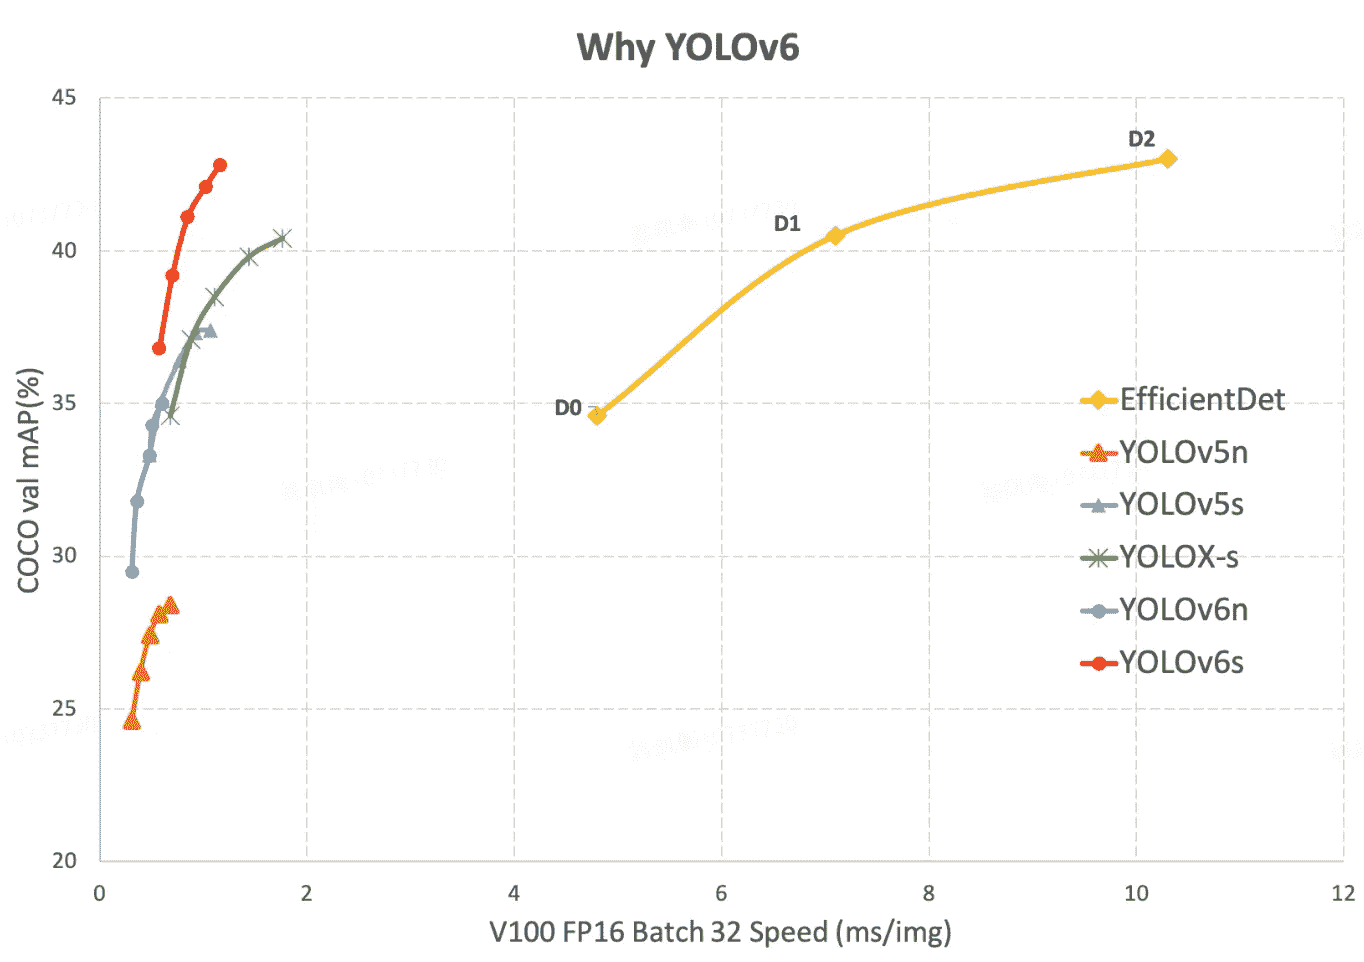 Why YOLOv6
45
40
35
30
25
20
COCO val mAP(%)
D0
D1
D2
EfficientDet
YOLOv5n
YOLOv5s
YOLOX-s
YOLOv6n
YOLOv6s
0 2 4 6 8 10 12
V100 FP16 Batch 32 Speed (ms/img)